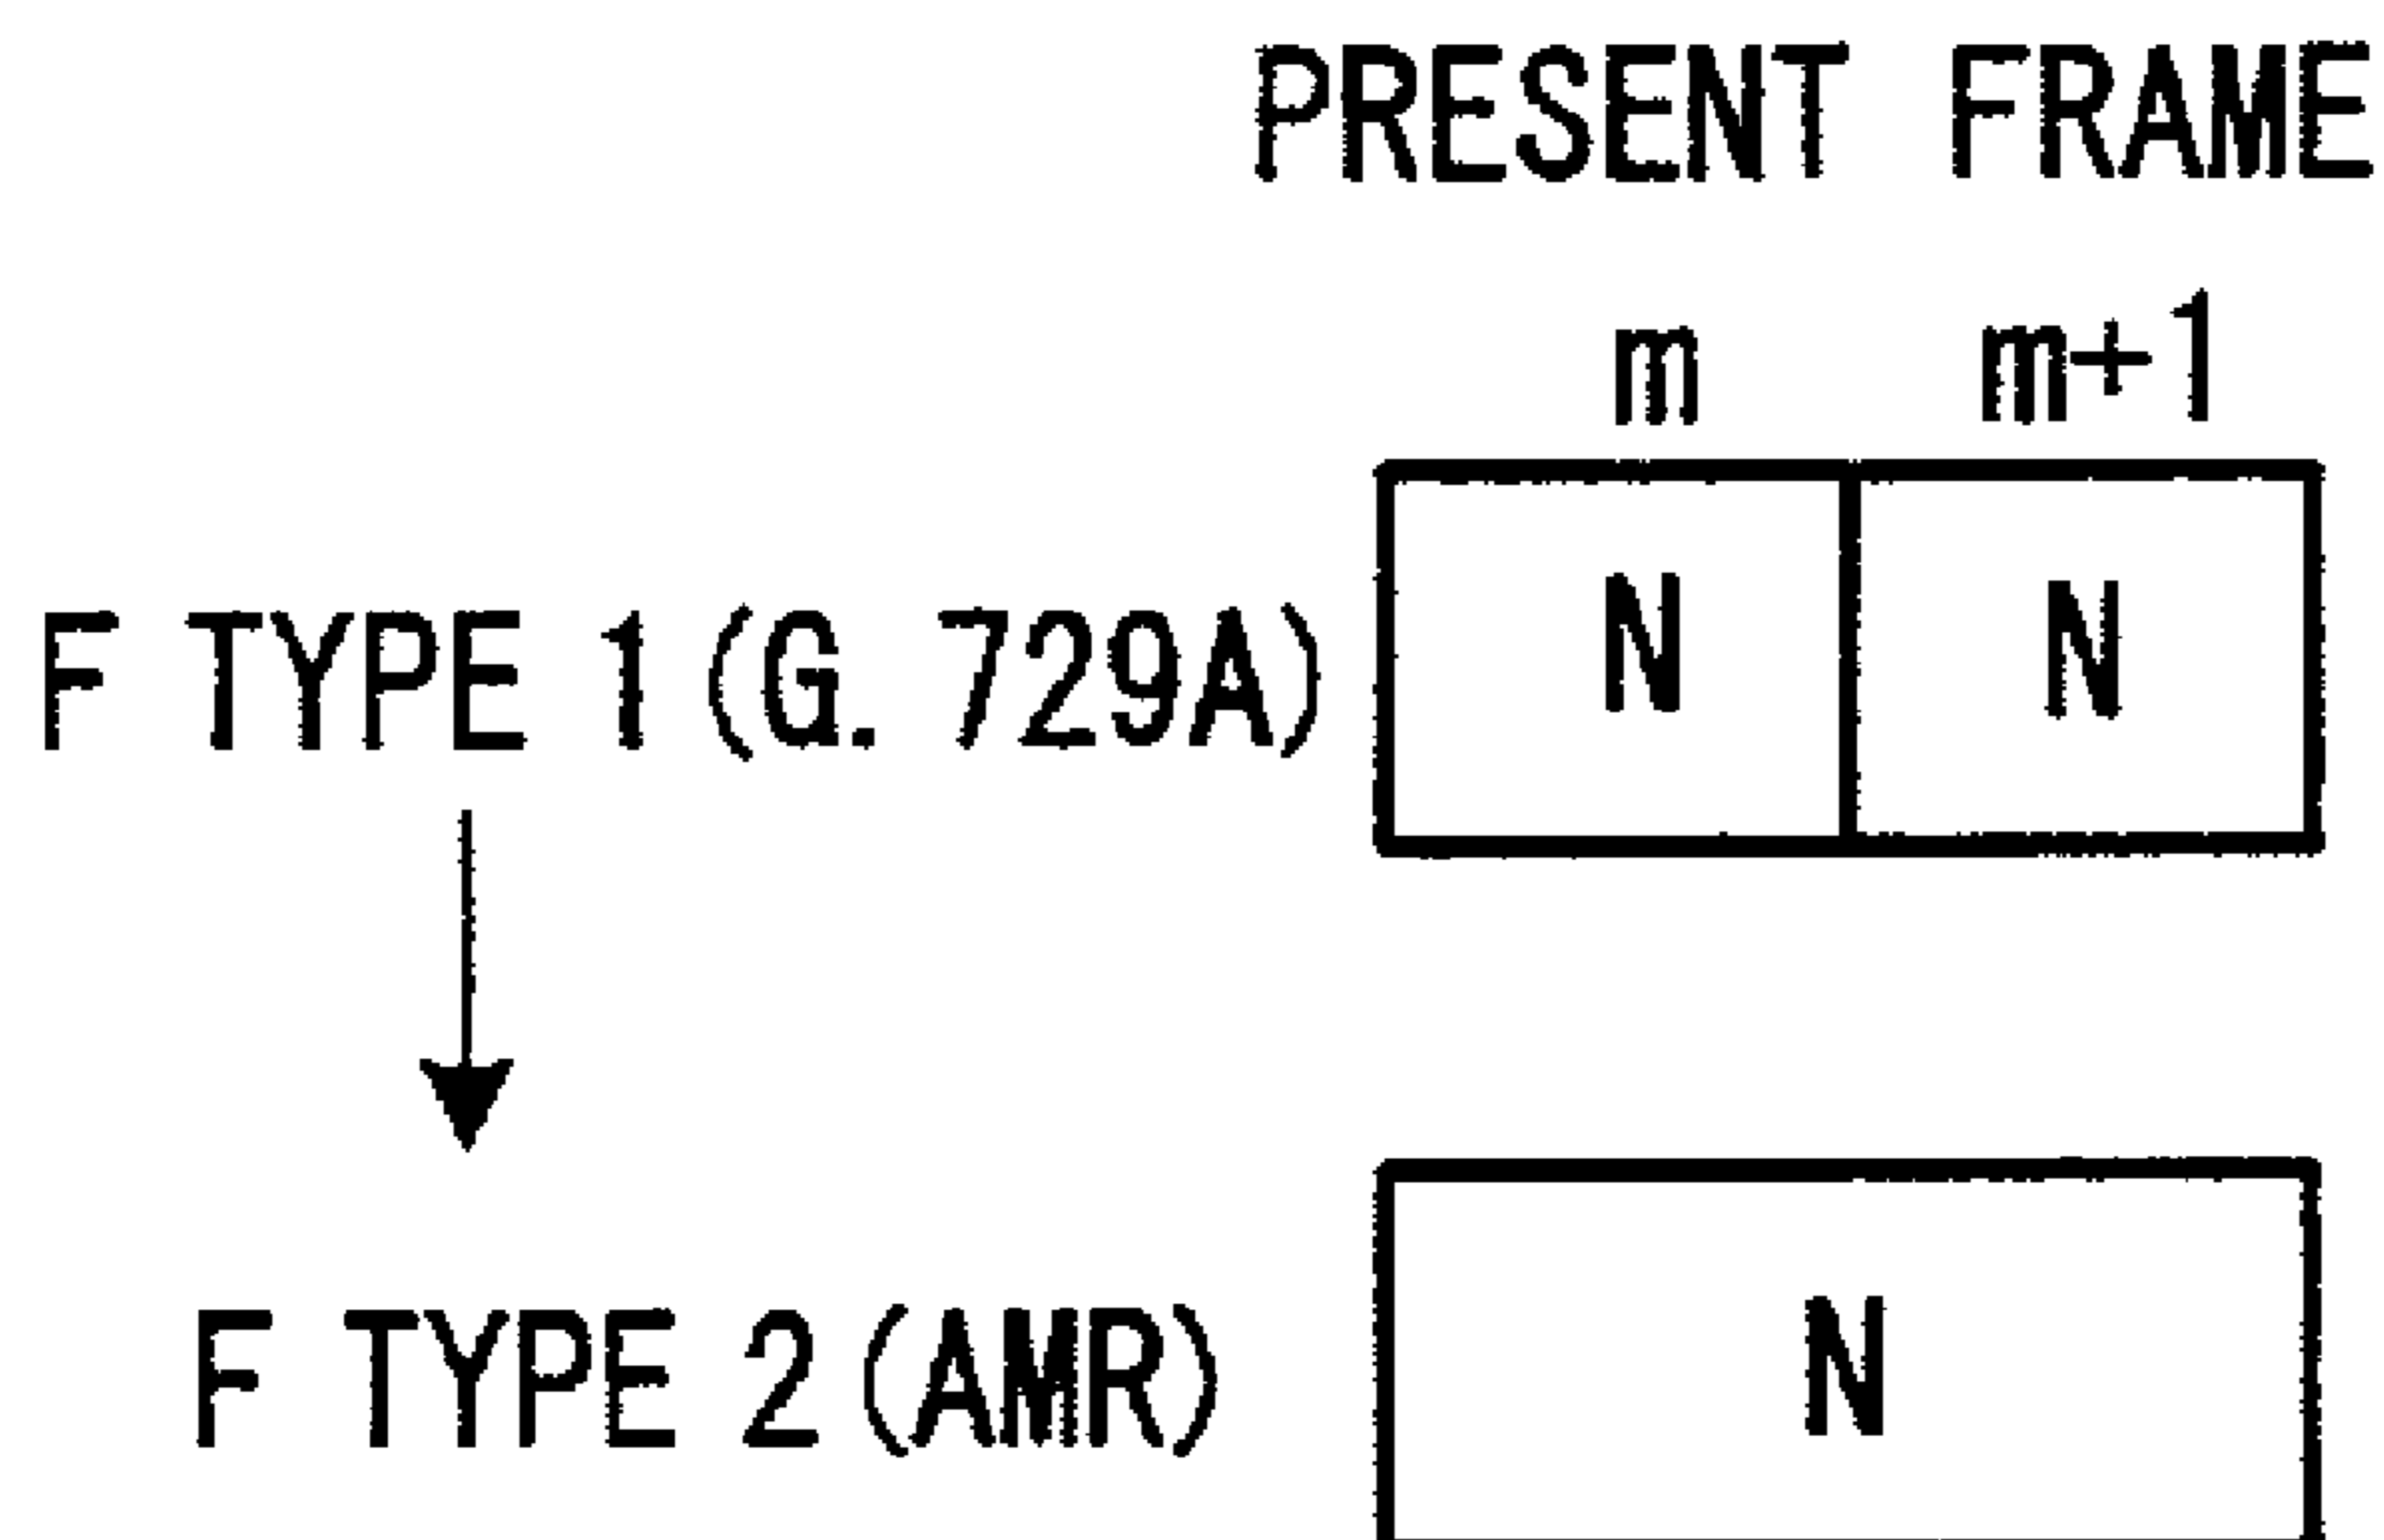 PRESENT FRAME
m m+1
F TYPE 1 (G. 729A) N N
F TYPE 2 (AMR) N